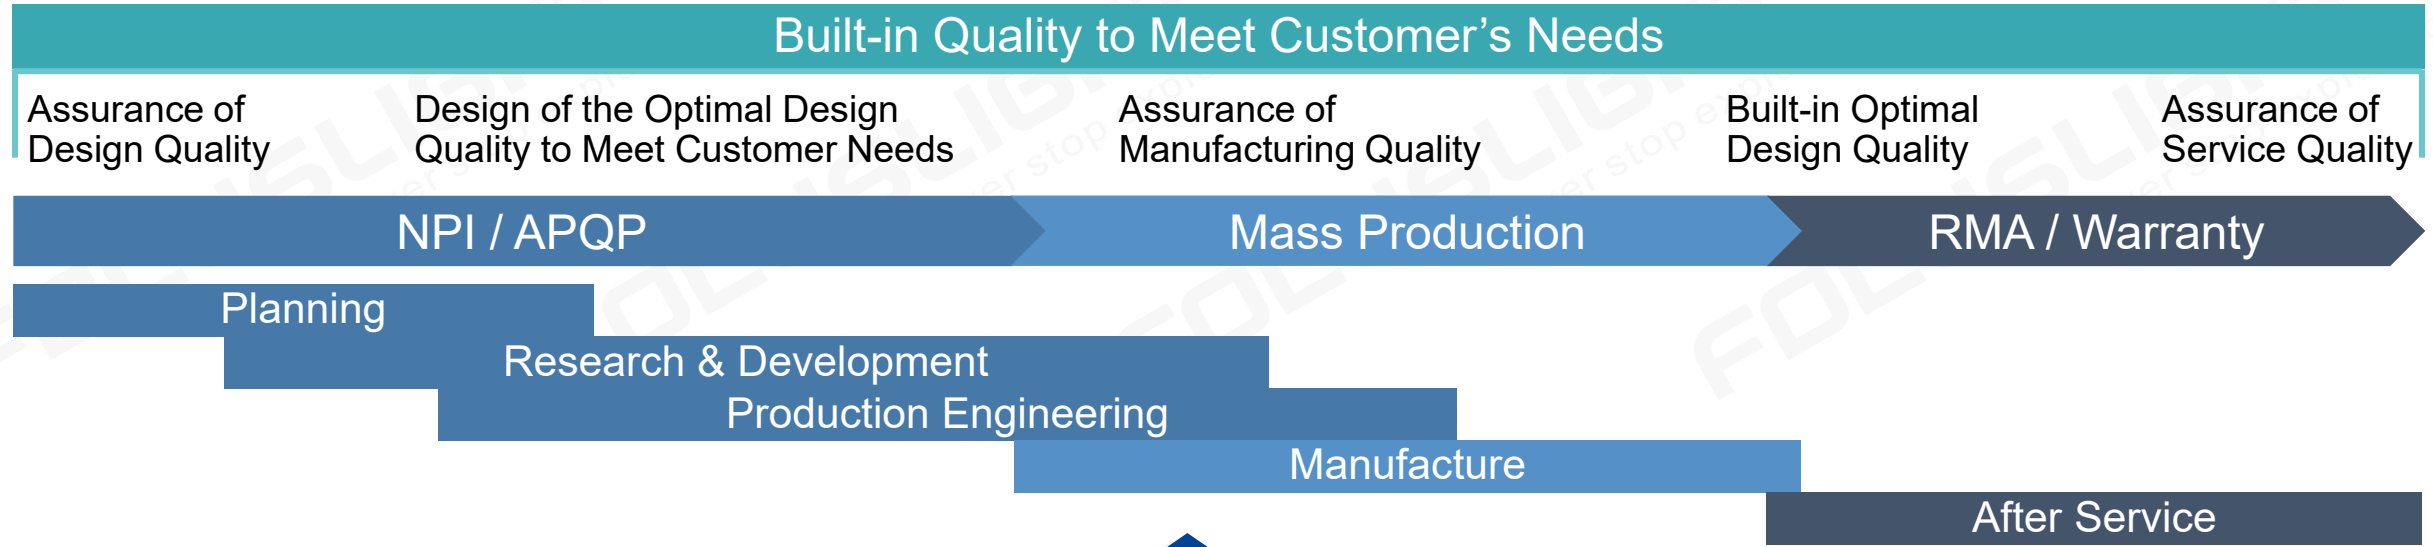 Built-in Quality to Meet Customer's Needs
Assurance of
Design Quality
Design of the Optimal Design
Quality to Meet Customer Needs
Assurance of
Manufacturing Quality
Built-in Optimal
Design Quality
Assurance of
Service Quality
NPI / APQP
Mass Production
RMA / Warranty
Planning
Research & Development
Production Engineering
Manufacture
After Service